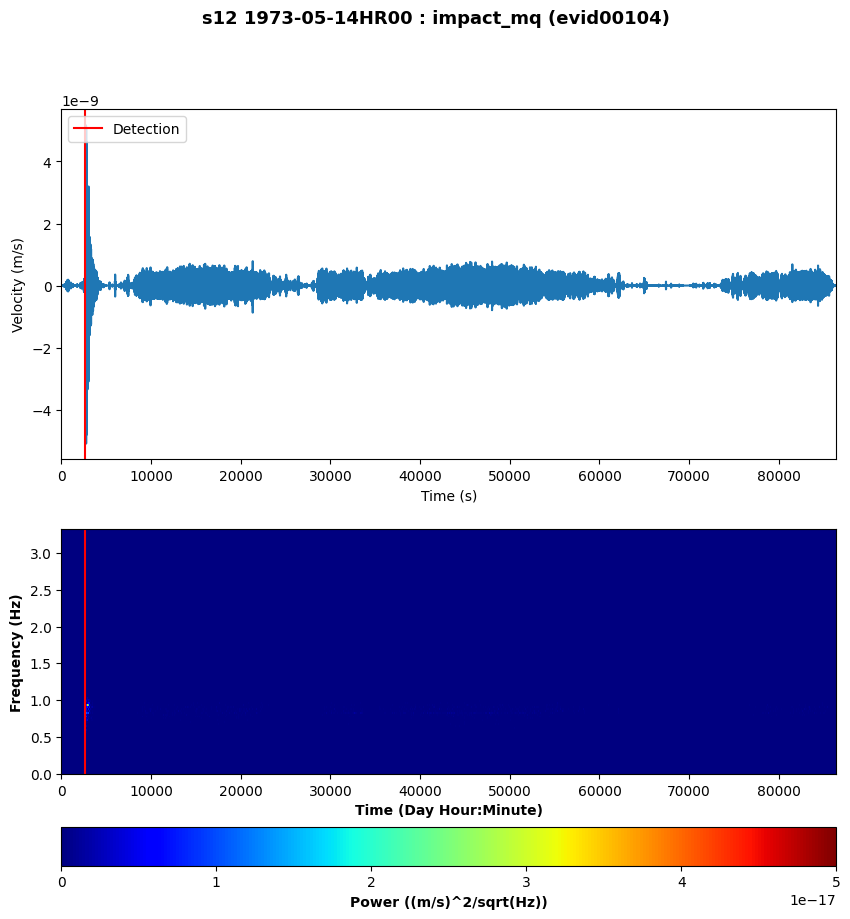 s12 1973-05-14HR00 : impact_mq (evid00104)
1e−9
Detection
4
2
0
−2
−4
Velocity (m/s)
0 10000 20000 30000 40000 50000 60000 70000 80000
Time (s)
3.0
2.5
2.0
1.5
1.0
0.5
0.0
Frequency (Hz)
0 10000 20000 30000 40000 50000 60000 70000 80000
Time (Day Hour:Minute)
0 1 2 3 4 5
1e−17
Power ((m/s)^2/sqrt(Hz))